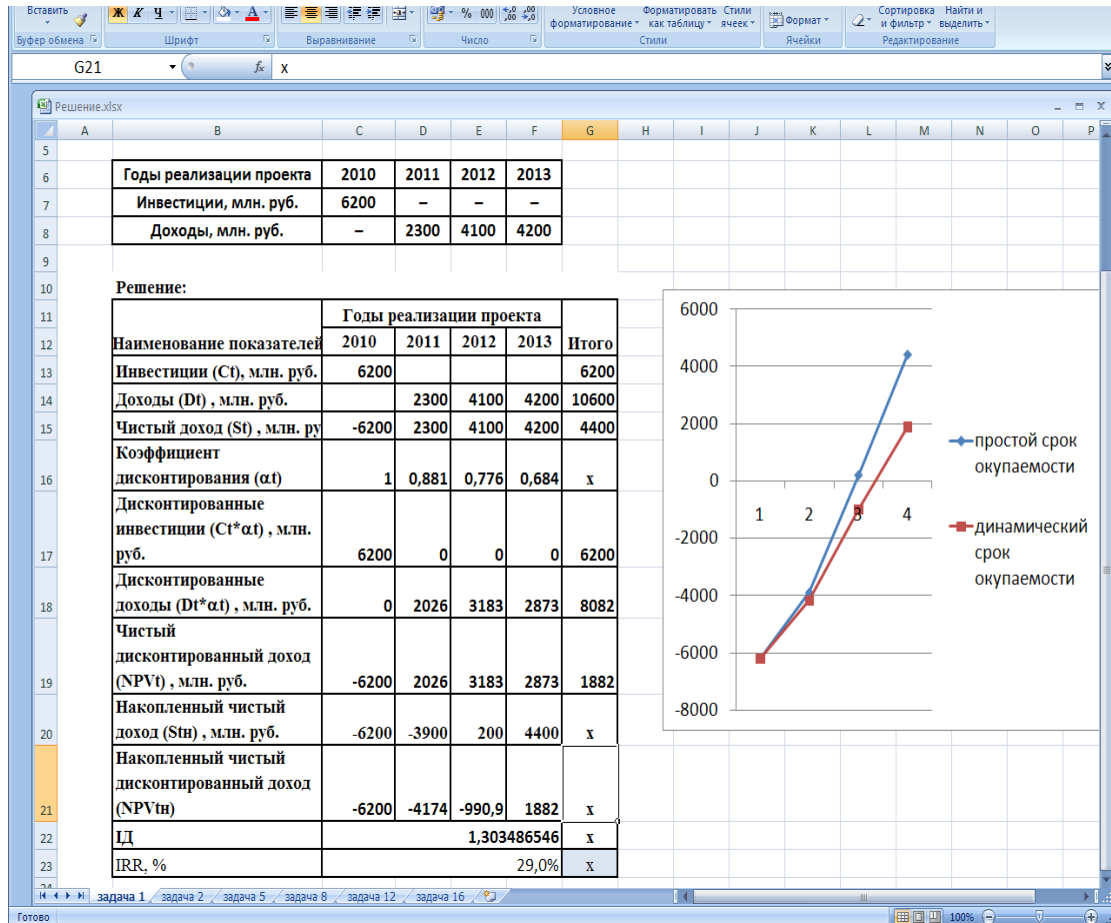 Вставить Ж К Ч А % 000 Условное Форматировать Стили Формат Сортировка Найти и
форматирование как таблицу ячеек и фильтр выделить
Буфер обмена Шрифт Выравнивание Число Стили Ячейки Редактирование
G21 fx x
Решение.xlsx
A B C D E F G H I J K L M N O P
5
6 Годы реализации проекта 2010 2011 2012 2013
7 Инвестиции, млн. руб. 6200 – – –
8 Доходы, млн. руб. – 2300 4100 4200
9
10 Решение:
11 Годы реализации проекта
12 Наименование показателей 2010 2011 2012 2013 Итого
13 Инвестиции (Ct), млн. руб. 6200 6200
14 Доходы (Dt) , млн. руб. 2300 4100 4200 10600
15 Чистый доход (St) , млн. ру -6200 2300 4100 4200 4400
Коэффициент
16 дисконтирования (αt) 1 0,881 0,776 0,684 x
Дисконтированные
инвестиции (Ct*αt) , млн.
17 руб. 6200 0 0 0 6200
Дисконтированные
18 доходы (Dt*αt) , млн. руб. 0 2026 3183 2873 8082
Чистый
дисконтированный доход
19 (NPVt) , млн. руб. -6200 2026 3183 2873 1882
Накопленный чистый
20 доход (Stн) , млн. руб. -6200 -3900 200 4400 x
Накопленный чистый
дисконтированный доход
21 (NPVtн) -6200 -4174 -990,9 1882 x
22 IД 1,303486546 x
23 IRR, % 29,0% x
6000
4000
2000
0
-2000
-4000
-6000
-8000
1 2 3 4
простой срок
окупаемости
динамический
срок
окупаемости
задача 1 задача 2 задача 5 задача 8 задача 12 задача 16
Готово 100%